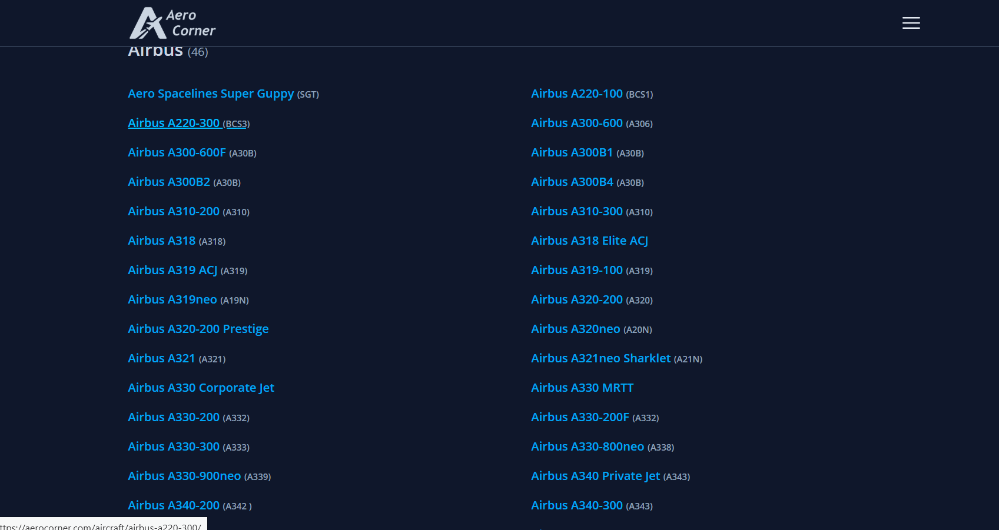 Aero
Corner
Airbus (46)
Aero Spacelines Super Guppy (SGT)
Airbus A220-100 (BCS1)
Airbus A220-300 (BCS3)
Airbus A300-600 (A306)
Airbus A300-600F (A30B)
Airbus A300B1 (A30B)
Airbus A300B2 (A30B)
Airbus A300B4 (A30B)
Airbus A310-200 (A310)
Airbus A310-300 (A310)
Airbus A318 (A318)
Airbus A318 Elite ACJ
Airbus A319 ACJ (A319)
Airbus A319-100 (A319)
Airbus A319neo (A19N)
Airbus A320-200 (A320)
Airbus A320-200 Prestige
Airbus A320neo (A20N)
Airbus A321 (A321)
Airbus A321neo Sharklet (A21N)
Airbus A330 Corporate Jet
Airbus A330 MRTT
Airbus A330-200 (A332)
Airbus A330-200F (A332)
Airbus A330-300 (A333)
Airbus A330-800neo (A338)
Airbus A330-900neo (A339)
Airbus A340 Private Jet (A343)
Airbus A340-200 (A342 )
Airbus A340-300 (A343)
ttps://aerocorner.com/aircraft/airbus-a220-300/